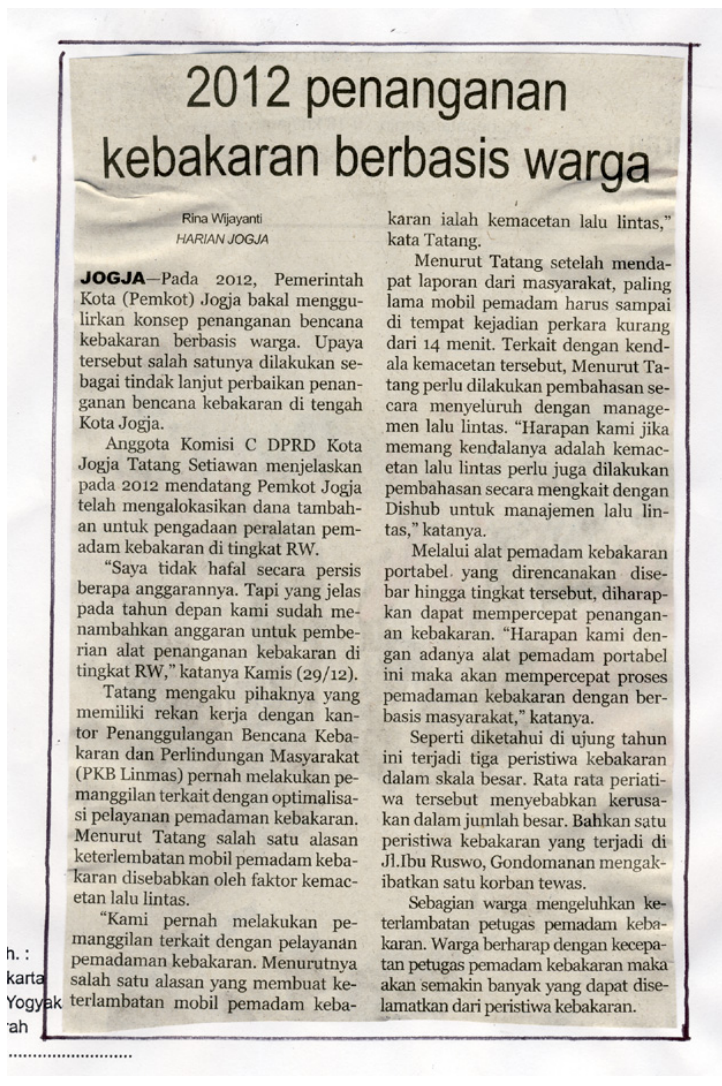 2012 penanganan
kebakaran berbasis warga
Rina Wijayanti
HARIAN JOGJA
JOGJA—Pada 2012, Pemerintah
Kota (Pemkot) Jogja bakal menggu-
lirkan konsep penanganan bencana
kebakaran berbasis warga. Upaya
tersebut salah satunya dilakukan se-
bagai tindak lanjut perbaikan penan-
ganan bencana kebakaran di tengah
Kota Jogja.
Anggota Komisi C DPRD Kota
Jogja Tatang Setiawan menjelaskan
pada 2012 mendatang Pemkot Jogja
telah mengalokasikan dana tambah-
an untuk pengadaan peralatan pem-
adam kebakaran di tingkat RW.
“Saya tidak hafal secara persis
berapa anggarannya. Tapi yang jelas
pada tahun depan kami sudah me-
nambahkan anggaran untuk pembe-
rian alat penanganan kebakaran di
tingkat RW,” katanya Kamis (29/12).
Tatang mengaku pihaknya yang
memiliki rekan kerja dengan kan-
tor Penanggulangan Bencana Keba-
karan dan Perlindungan Masyarakat
(PKB Linmas) pernah melakukan pe-
manggilan terkait dengan optimalisa-
si pelayanan pemadaman kebakaran.
Menurut Tatang salah satu alasan
keterlembatan mobil pemadam keba-
karan disebabkan oleh faktor kemac-
etan lalu lintas.
“Kami pernah melakukan pe-
manggilan terkait dengan pelayanan
pemadaman kebakaran. Menurutnya
salah satu alasan yang membuat ke-
terlambatan mobil pemadam keba-
karan ialah kemacetan lalu lintas,”
kata Tatang.
Menurut Tatang setelah menda-
pat laporan dari masyarakat, paling
lama mobil pemadam harus sampai
di tempat kejadian perkara kurang
dari 14 menit. Terkait dengan kend-
ala kemacetan tersebut, Menurut Ta-
tang perlu dilakukan pembahasan se-
cara menyeluruh dengan manage-
men lalu lintas. “Harapan kami jika
memang kendalanya adalah kemac-
etan lalu lintas perlu juga dilakukan
pembahasan secara mengkait dengan
Dishub untuk manajemen lalu lin-
tas,” katanya.
Melalui alat pemadam kebakaran
portabel yang direncanakan dise-
bar hingga tingkat tersebut, diharap-
kan dapat mempercepat penangan-
an kebakaran. “Harapan kami den-
gan adanya alat pemadam portabel
ini maka akan mempercepat proses
pemadaman kebakaran dengan ber-
basis masyarakat,” katanya.
Seperti diketahui di ujung tahun
ini terjadi tiga peristiwa kebakaran
dalam skala besar. Rata rata periati-
wa tersebut menyebabkan kerusa-
kan dalam jumlah besar. Bahkan satu
peristiwa kebakaran yang terjadi di
Jl.Ibu Ruswo, Gondomanan mengak-
ibatkan satu korban tewas.
Sebagian warga mengeluhkan ke-
terlambatan petugas pemadam keba-
karan. Warga berharap dengan kecepa-
tan petugas pemadam kebakaran maka
akan semakin banyak yang dapat dise-
lamatkan dari peristiwa kebakaran.
h. :
karta
Yogyak
rah
................................